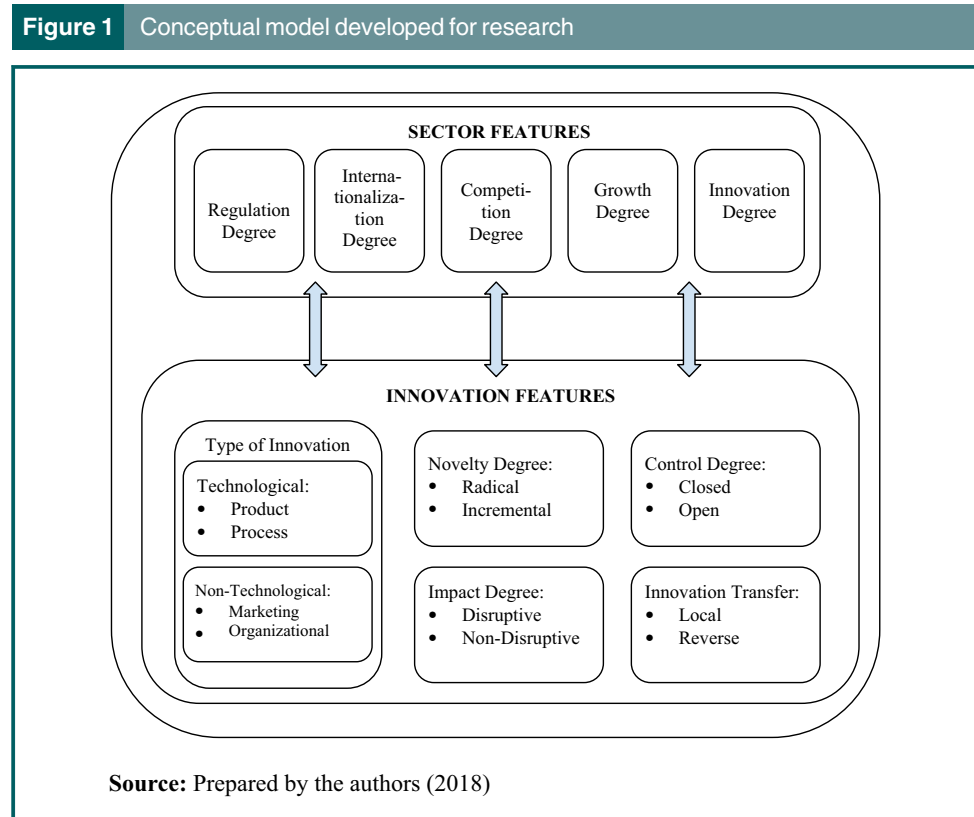 Figure 1 Conceptual model developed for research
SECTOR FEATURES
Regulation
Degree
Interna-
tionaliza-
tion
Degree
Competi-
tion
Degree
Growth
Degree
Innovation
Degree
INNOVATION FEATURES
Type of Innovation
Technological:
• Product
• Process
Non-Technological:
• Marketing
• Organizational
Novelty Degree:
• Radical
• Incremental
Control Degree:
• Closed
• Open
Impact Degree:
• Disruptive
• Non-Disruptive
Innovation Transfer:
• Local
• Reverse
Source: Prepared by the authors (2018)